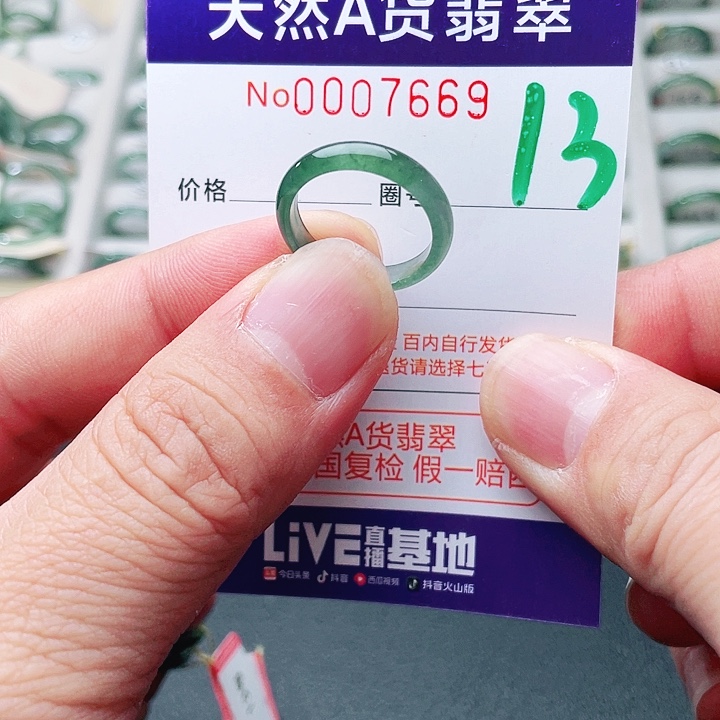 天然A货翡翠
No0007669
13
价格
圈号
百内自行发货
货请选择七
A货翡翠
国复检 假一赔
LiVE直播基地
今日头条 抖音 西瓜视频 抖音火山版